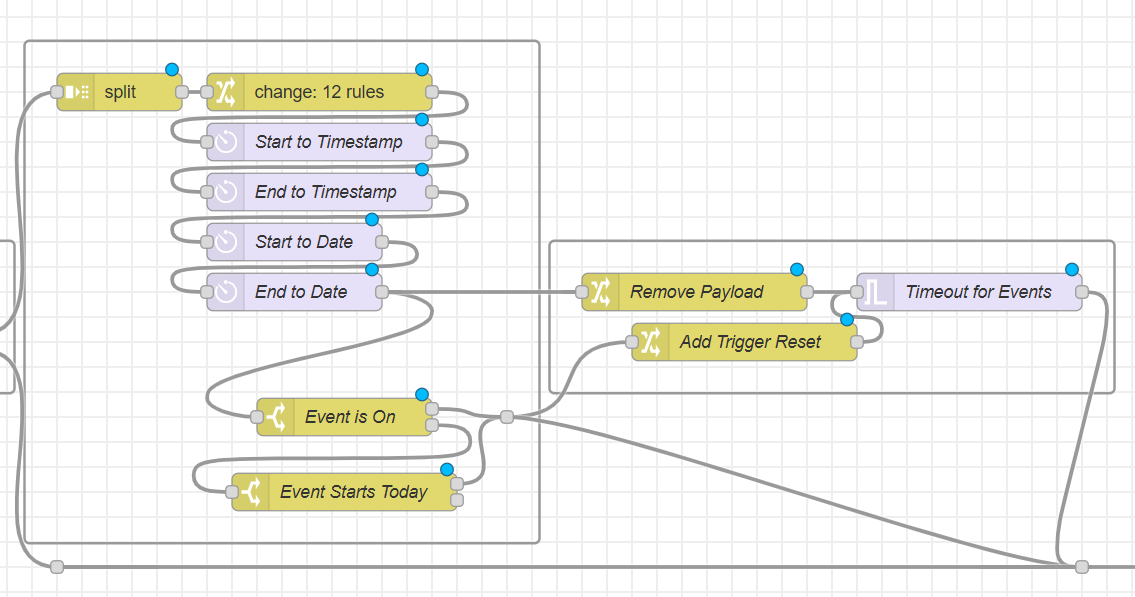 split
change: 12 rules
Start to Timestamp
End to Timestamp
Start to Date
End to Date
Remove Payload
Timeout for Events
Add Trigger Reset
Event is On
Event Starts Today